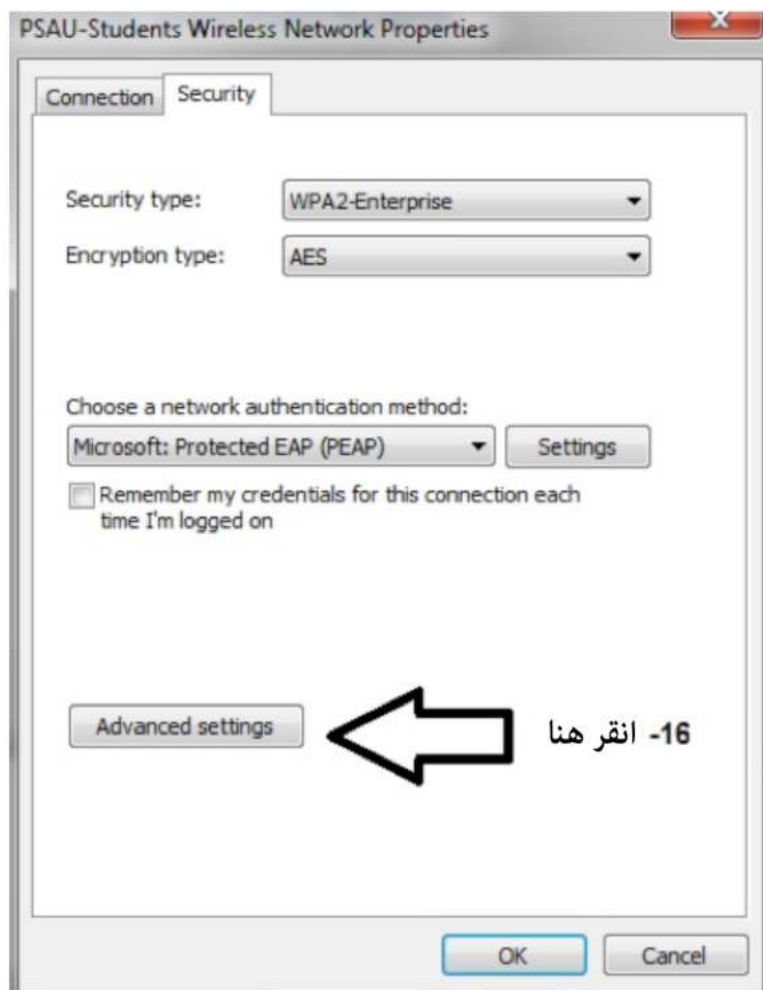 PSAU-Students Wireless Network Properties
Connection
Security
Security type:
WPA2-Enterprise
Encryption type:
AES
Choose a network authentication method:
Microsoft: Protected EAP (PEAP)
Settings
Remember my credentials for this connection each
time I'm logged on
Advanced settings
16- انقر هنا
OK
Cancel